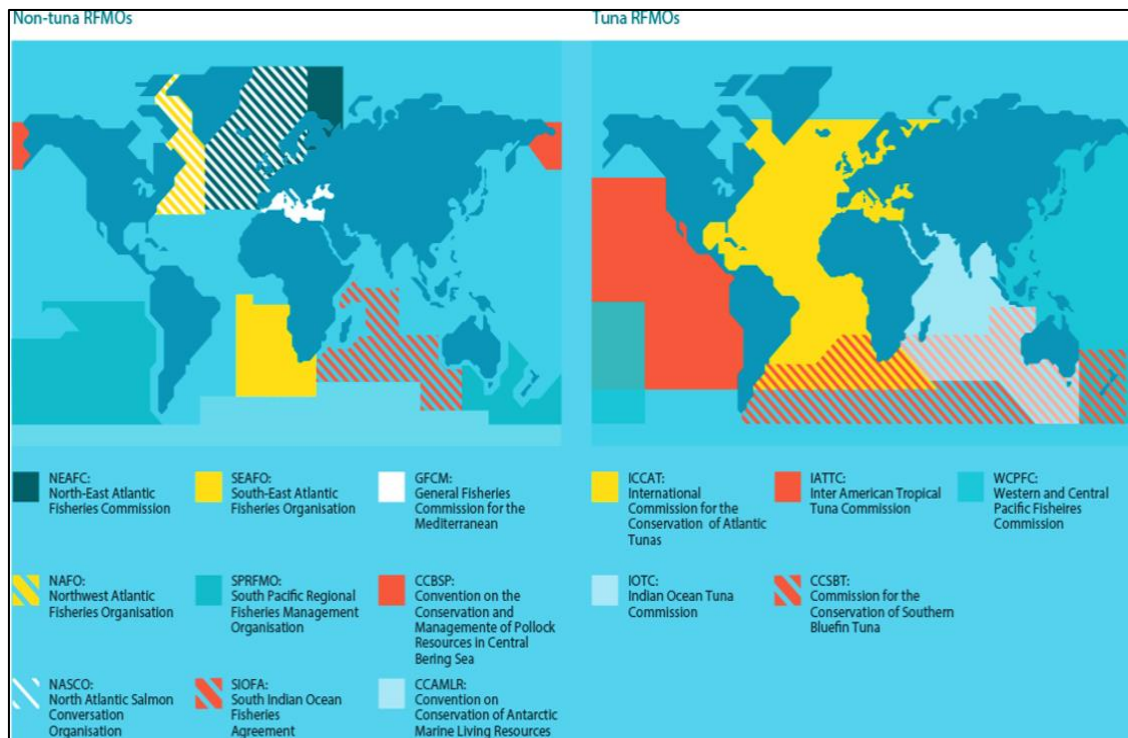 Non-tuna RFMOs
Tuna RFMOs
NEAFC:
North-East Atlantic
Fisheries Commission
SEAFO:
South-East Atlantic
Fisheries Organisation
GFCM:
General Fisheries
Commission for the
Mediterranean
NAFO:
Northwest Atlantic
Fisheries Organisation
SPRFMO:
South Pacific Regional
Fisheries Management
Organisation
CCBSP:
Convention on the
Conservation and
Managemente of Pollock
Resources in Central
Bering Sea
NASCO:
North Atlantic Salmon
Conversation
Organisation
SIOFA:
South Indian Ocean
Fisheries
Agreement
CCAMLR:
Convention on
Conservation of Antarctic
Marine Living Resources
ICCAT:
International
Commission for the
Conservation of Atlantic
Tunas
IATTC:
Inter American Tropical
Tuna Commission
WCPFC:
Western and Central
Pacific Fisheires
Commission
IOTC:
Indian Ocean Tuna
Commission
CCSBT:
Commission for the
Conservation of Southern
Bluefin Tuna